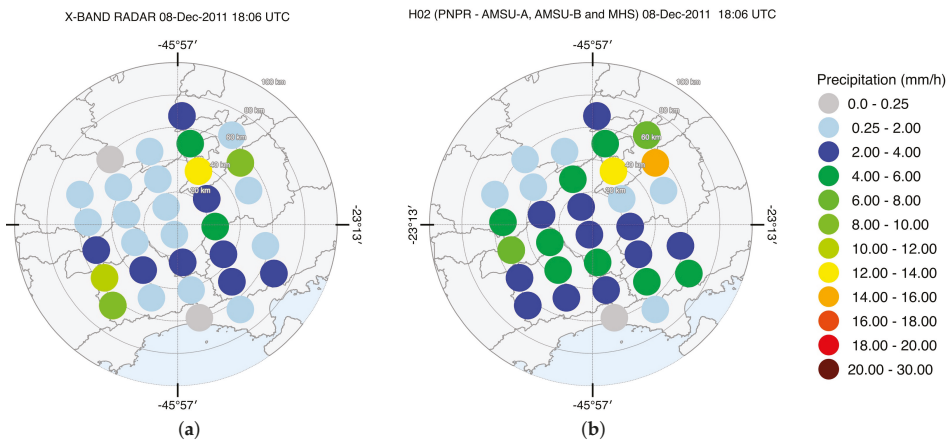 X-BAND RADAR 08-Dec-2011 18:06 UTC
-45°57′
100 km
80 km
60 km
40 km
20 km
-23°13′
-45°57′
(a)
H02 (PNPR - AMSU-A, AMSU-B and MHS) 08-Dec-2011 18:06 UTC
-45°57′
100 km
80 km
60 km
40 km
20 km
-23°13′
-23°13′
-45°57′
(b)
Precipitation (mm/h)
0.0 - 0.25
0.25 - 2.00
2.00 - 4.00
4.00 - 6.00
6.00 - 8.00
8.00 - 10.00
10.00 - 12.00
12.00 - 14.00
14.00 - 16.00
16.00 - 18.00
18.00 - 20.00
20.00 - 30.00